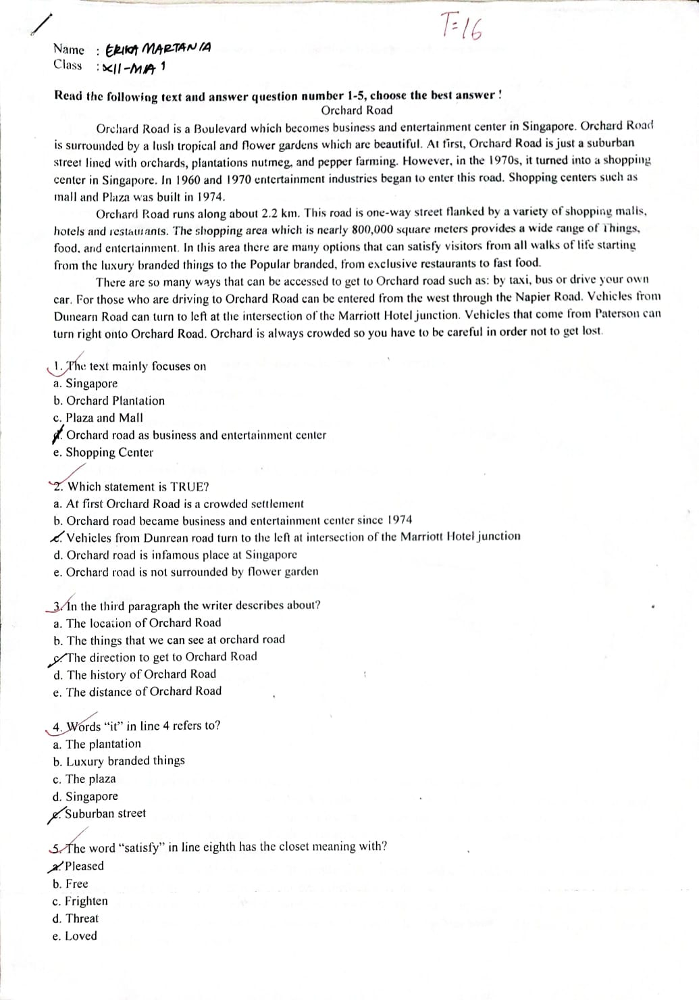 T=16
Name : ERIKA MARTANIA
Class : XII-MIA 1
Read the following text and answer question number 1-5, choose the best answer !
Orchard Road
Orchard Road is a Boulevard which becomes business and entertainment center in Singapore. Orchard Road
is surrounded by a lush tropical and flower gardens which are beautiful. At first, Orchard Road is just a suburban
street lined with orchards, plantations nutmeg, and pepper farming. However, in the 1970s, it turned into a shopping
center in Singapore. In 1960 and 1970 entertainment industries began to enter this road. Shopping centers such as
mall and Plaza was built in 1974.
Orchard Road runs along about 2.2 km. This road is one-way street flanked by a variety of shopping malls,
hotels and restaurants. The shopping area which is nearly 800,000 square meters provides a wide range of Things,
food, and entertainment. In this area there are many options that can satisfy visitors from all walks of life starting
from the luxury branded things to the Popular branded, from exclusive restaurants to fast food.
There are so many ways that can be accessed to get to Orchard road such as: by taxi, bus or drive your own
car. For those who are driving to Orchard Road can be entered from the west through the Napier Road. Vehicles from
Dunearn Road can turn to left at the intersection of the Marriott Hotel junction. Vehicles that come from Paterson can
turn right onto Orchard Road. Orchard is always crowded so you have to be careful in order not to get lost.
1. The text mainly focuses on
a. Singapore
b. Orchard Plantation
c. Plaza and Mall
d. Orchard road as business and entertainment center
e. Shopping Center
2. Which statement is TRUE?
a. At first Orchard Road is a crowded settlement
b. Orchard road became business and entertainment center since 1974
c. Vehicles from Dunrean road turn to the left at intersection of the Marriott Hotel junction
d. Orchard road is infamous place at Singapore
e. Orchard road is not surrounded by flower garden
3. In the third paragraph the writer describes about?
a. The location of Orchard Road
b. The things that we can see at orchard road
c. The direction to get to Orchard Road
d. The history of Orchard Road
e. The distance of Orchard Road
4. Words “it” in line 4 refers to?
a. The plantation
b. Luxury branded things
c. The plaza
d. Singapore
e. Suburban street
5. The word “satisfy” in line eighth has the closet meaning with?
a. Pleased
b. Free
c. Frighten
d. Threat
e. Loved